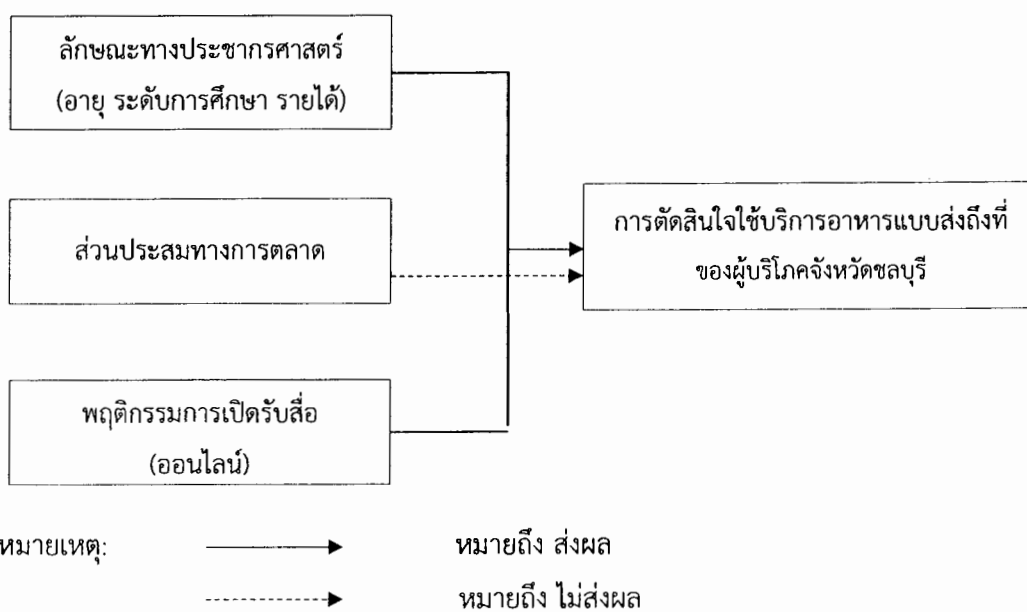 ลักษณะทางประชากรศาสตร์
(อายุ ระดับการศึกษา รายได้)
ส่วนประสมทางการตลาด
การตัดสินใจใช้บริการอาหารแบบส่งถึงที่
ของผู้บริโภคจังหวัดชลบุรี
พฤติกรรมการเปิดรับสื่อ
(ออนไลน์)
หมายเหตุ: หมายถึง ส่งผล
หมายถึง ไม่ส่งผล